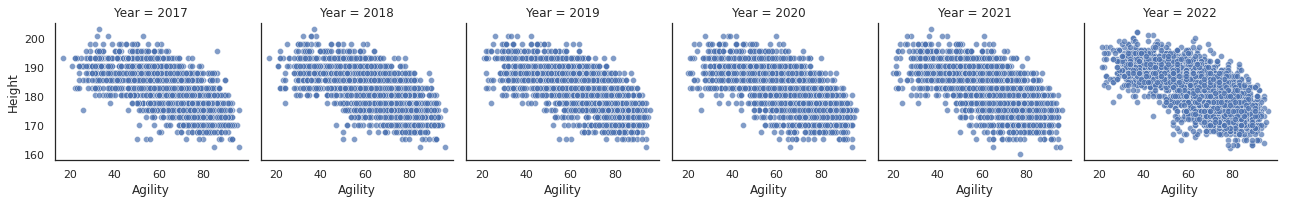 Year = 2017 Year = 2018 Year = 2019 Year = 2020 Year = 2021 Year = 2022
200
190
180
170
160
Height
20 40 60 80 20 40 60 80 20 40 60 80 20 40 60 80 20 40 60 80 20 40 60 80
Agility Agility Agility Agility Agility Agility